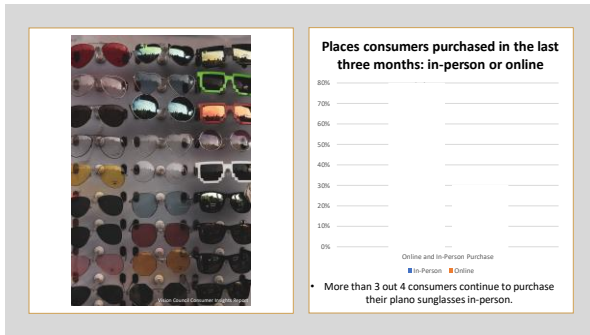 Vision Council Consumer Insights Report
Places consumers purchased in the last
three months: in-person or online
80%
70%
60%
50%
40%
30%
20%
10%
0%
Online and In-Person Purchase
In-Person Online
• More than 3 out 4 consumers continue to purchase
their plano sunglasses in-person.